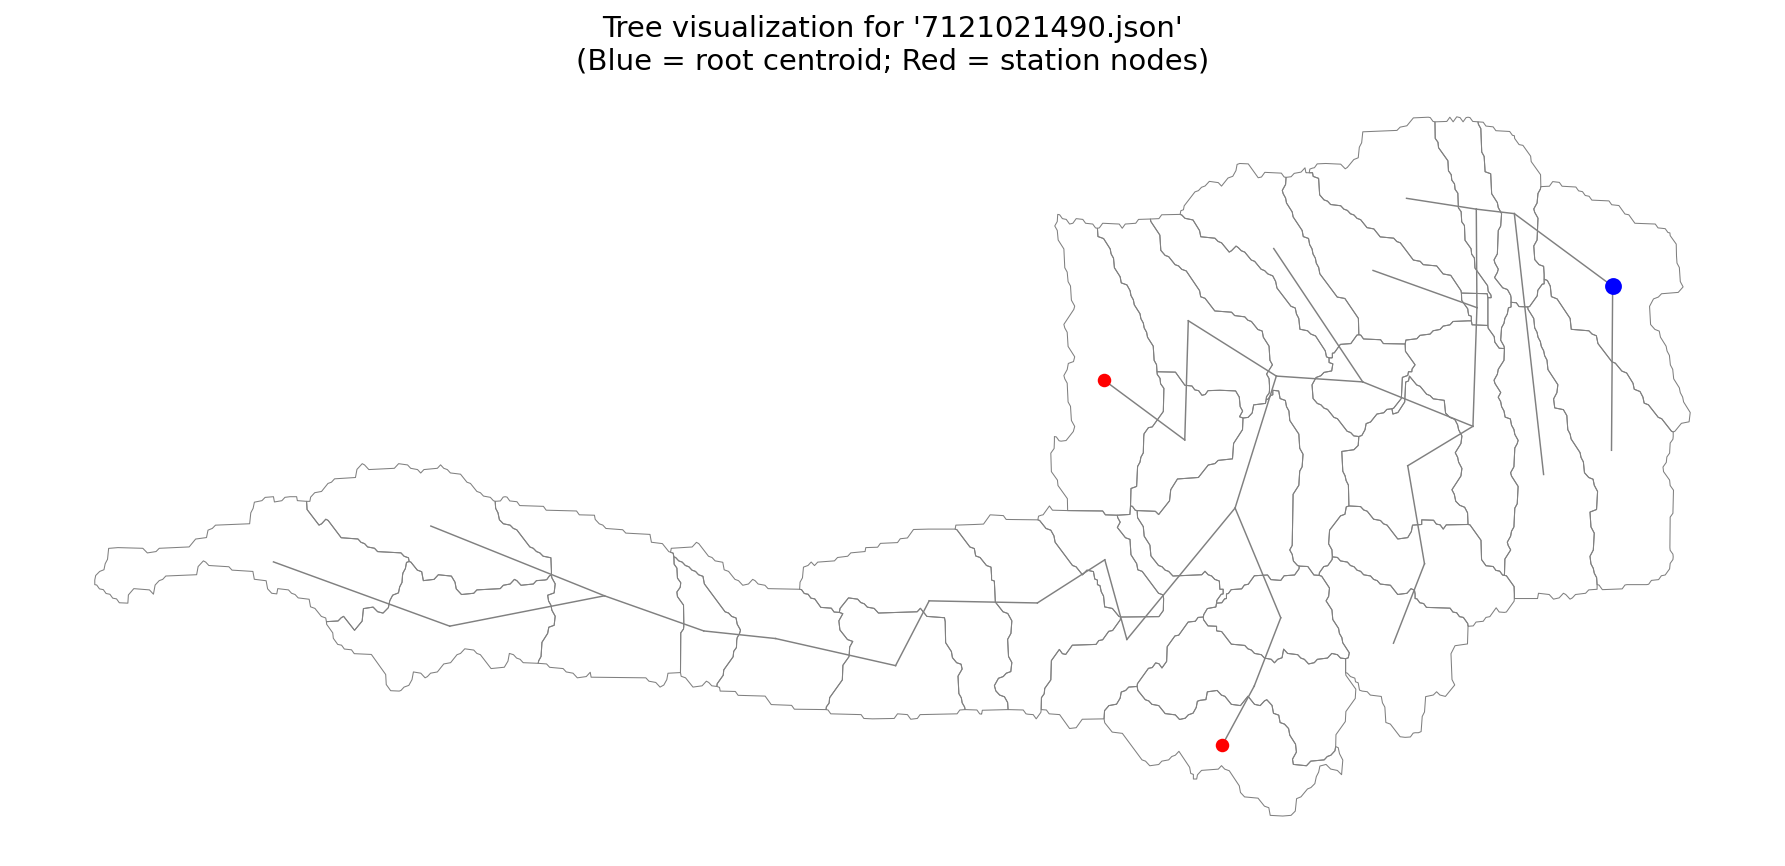 Tree visualization for '7121021490.json'
(Blue = root centroid; Red = station nodes)